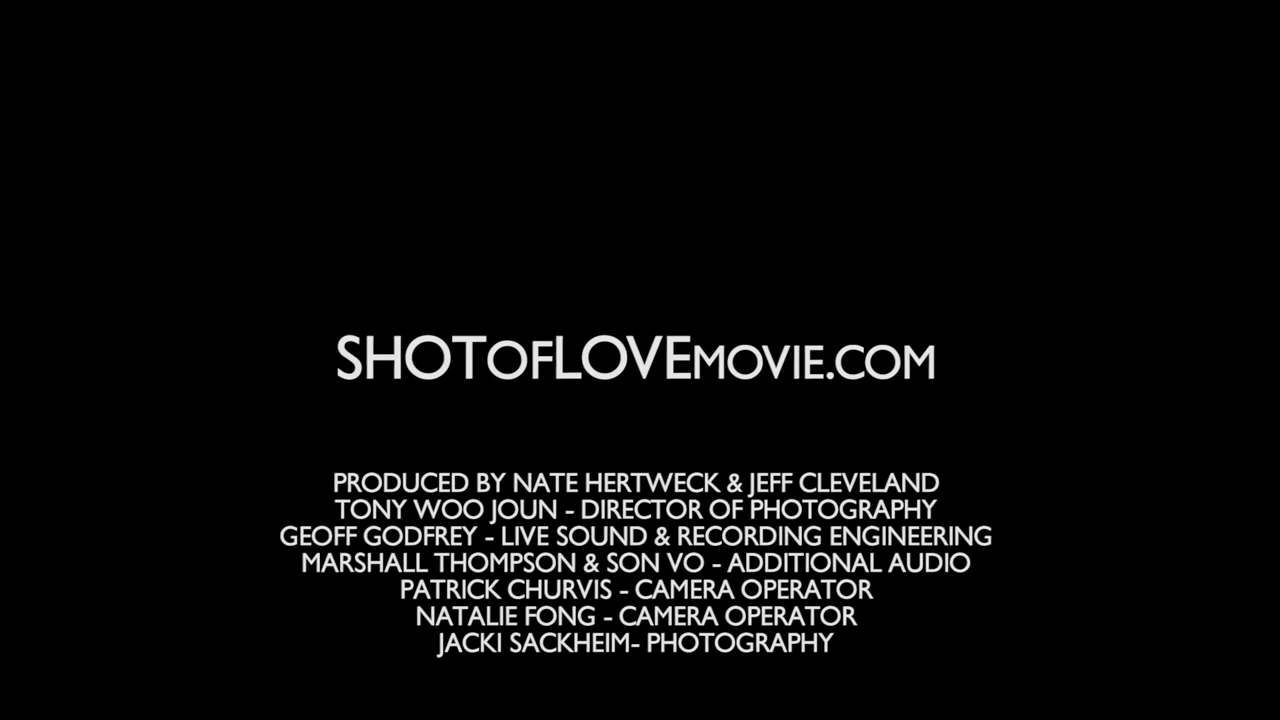 SHOTOFLOVEMOVIE.COM
PRODUCED BY NATE HERTWECK & JEFF CLEVELAND
TONY WOO JOUN - DIRECTOR OF PHOTOGRAPHY
GEOFF GODFREY - LIVE SOUND & RECORDING ENGINEERING
MARSHALL THOMPSON & SON VO - ADDITIONAL AUDIO
PATRICK CHURVIS - CAMERA OPERATOR
NATALIE FONG - CAMERA OPERATOR
JACKI SACKHEIM- PHOTOGRAPHY